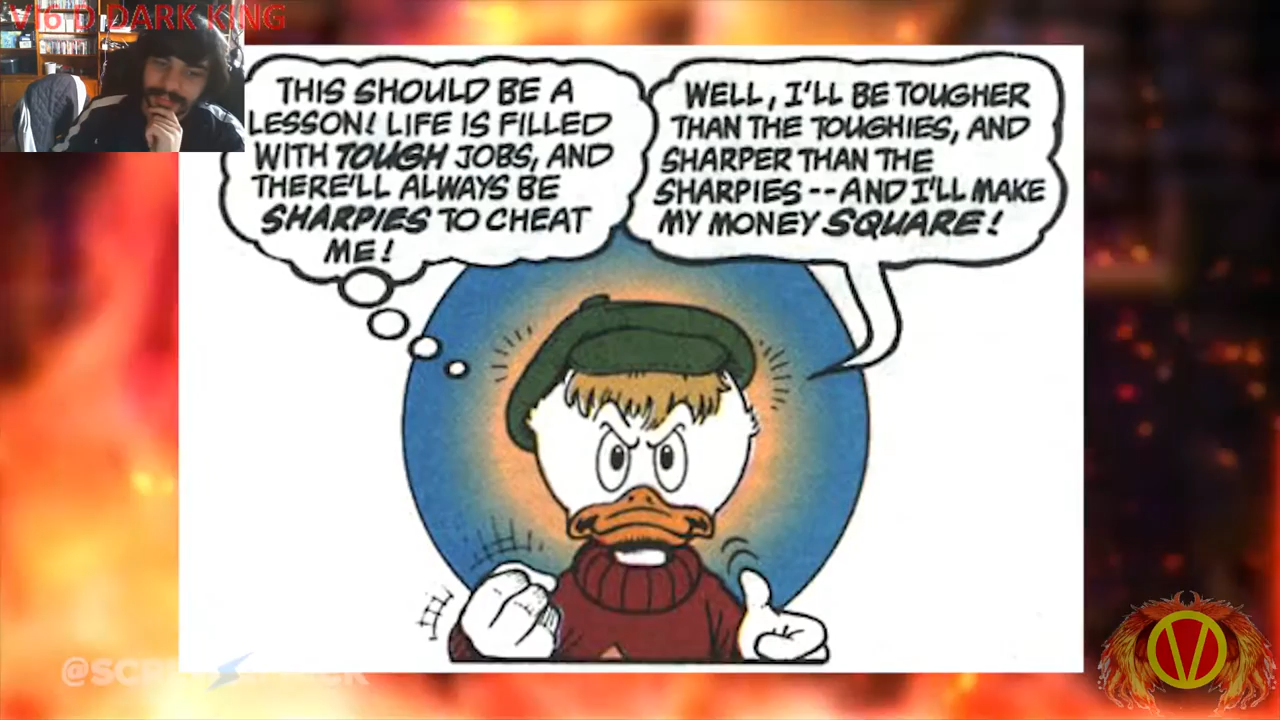 VI6 D DARK KING
THIS SHOULD BE A
LESSON! LIFE IS FILLED
WITH TOUGH JOBS, AND
THERE'LL ALWAYS BE
SHARPIES TO CHEAT
ME!
WELL, I'LL BE TOUGHER
THAN THE TOUGHIES, AND
SHARPER THAN THE
SHARPIES -- AND I'LL MAKE
MY MONEY SQUARE!